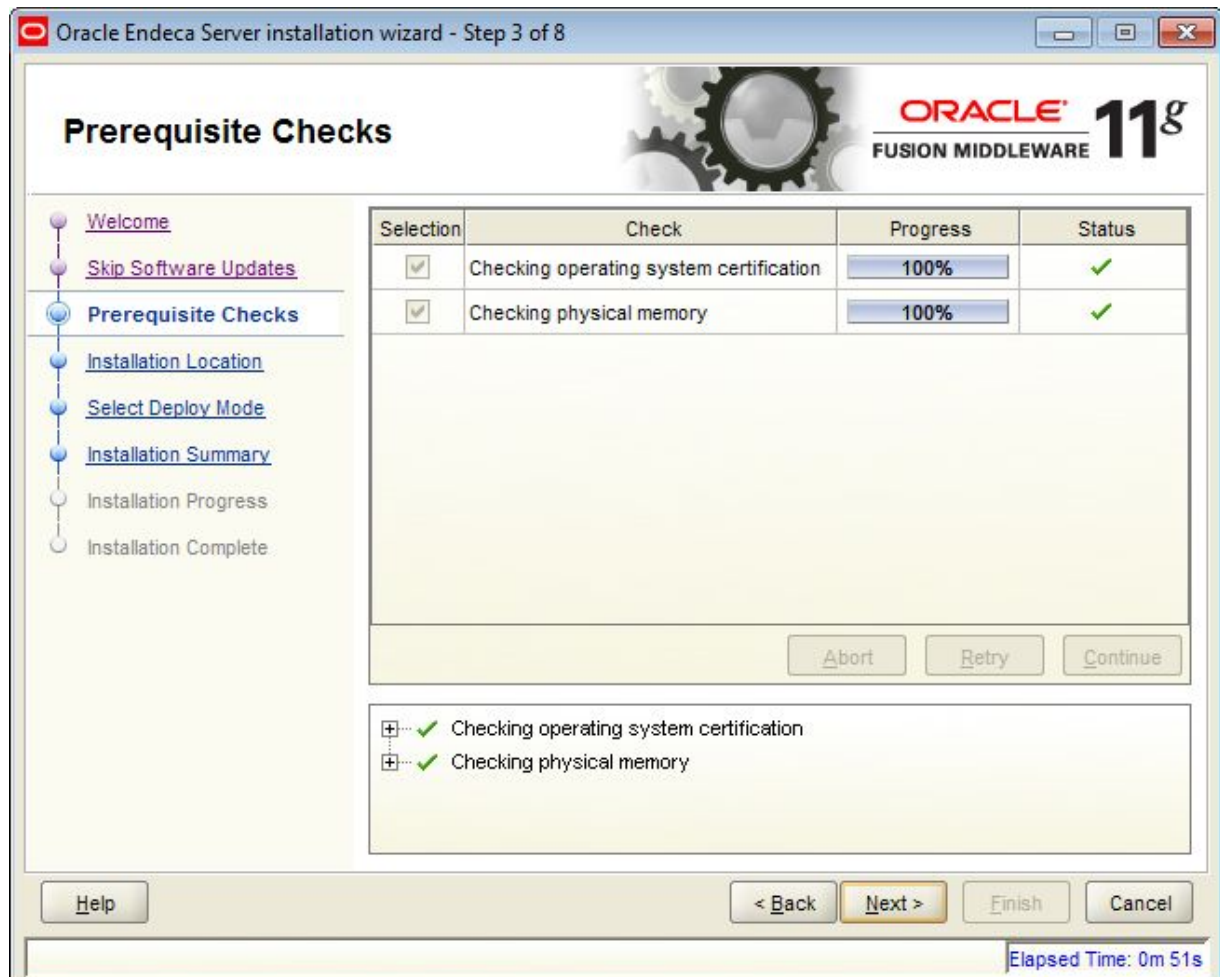 Oracle Endeca Server installation wizard - Step 3 of 8
Prerequisite Checks
ORACLE
FUSION MIDDLEWARE
11g
Welcome
Skip Software Updates
Prerequisite Checks
Installation Location
Select Deploy Mode
Installation Summary
Installation Progress
Installation Complete
Selection Check Progress Status
Checking operating system certification 100%
Checking physical memory 100%
Abort Retry Continue
Checking operating system certification
Checking physical memory
Help < Back Next > Finish Cancel
Elapsed Time: 0m 51s